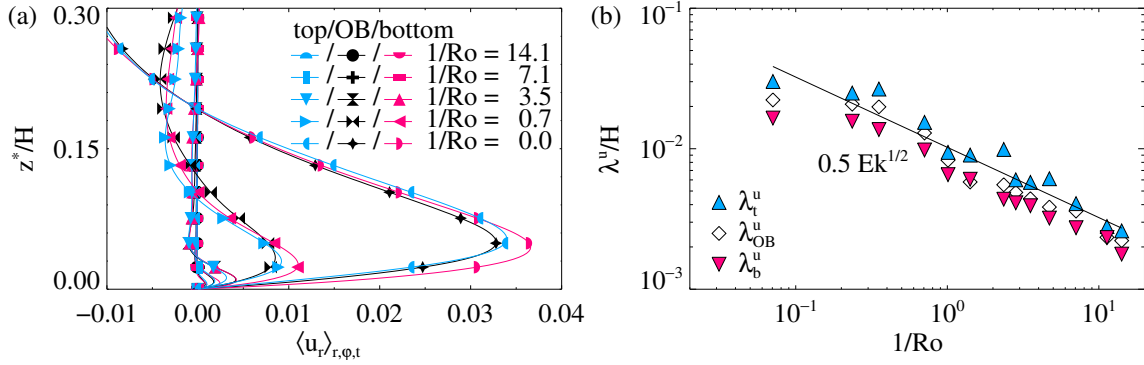 (a)
0.30
0.15
0.00
z*/H
top/OB/bottom
/ / 1/Ro = 14.1
/ / 1/Ro = 7.1
/ / 1/Ro = 3.5
/ / 1/Ro = 0.7
/ / 1/Ro = 0.0
−0.01 0.00 0.01 0.02 0.03 0.04
⟨u_r⟩_{r,φ,t}
(b)
10^{-1}
10^{-2}
10^{-3}
λ^u/H
0.5 Ek^{1/2}
λ_t^u
λ_{OB}^u
λ_b^u
10^{-1} 10^0 10^1
1/Ro